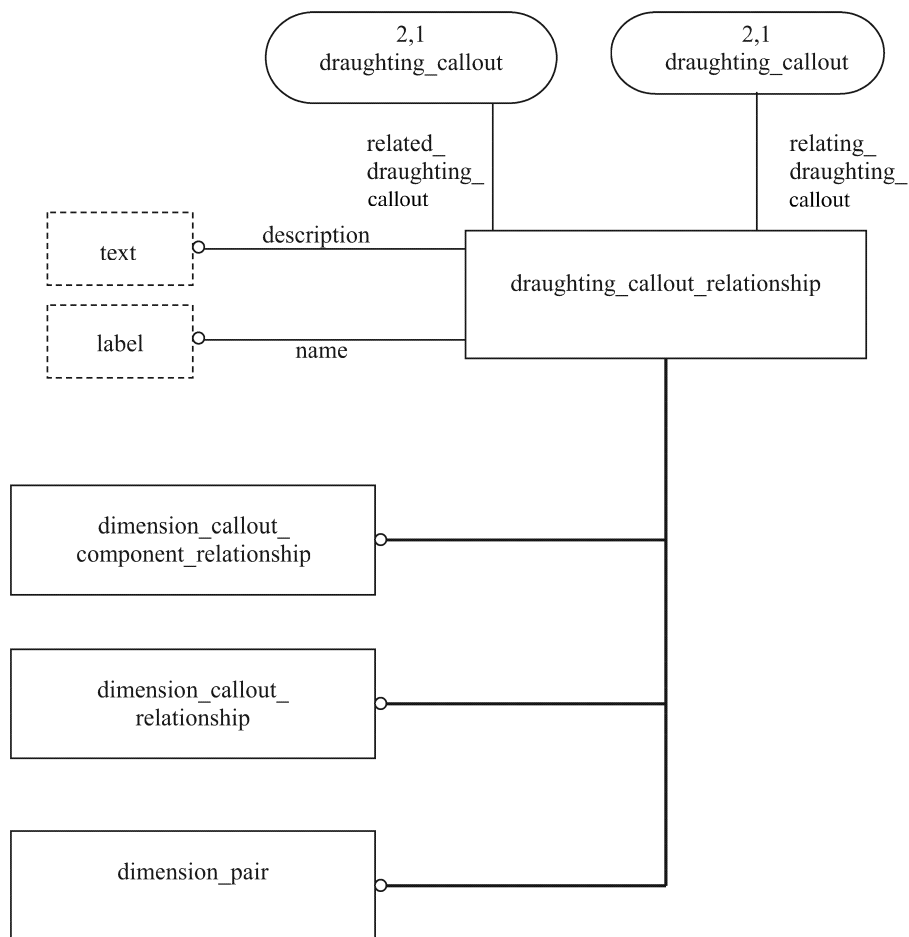 2,1
draughting_callout
2,1
draughting_callout
related_
draughting_
callout
relating_
draughting_
callout
text
description
draughting_callout_relationship
label
name
dimension_callout_
component_relationship
dimension_callout_
relationship
dimension_pair